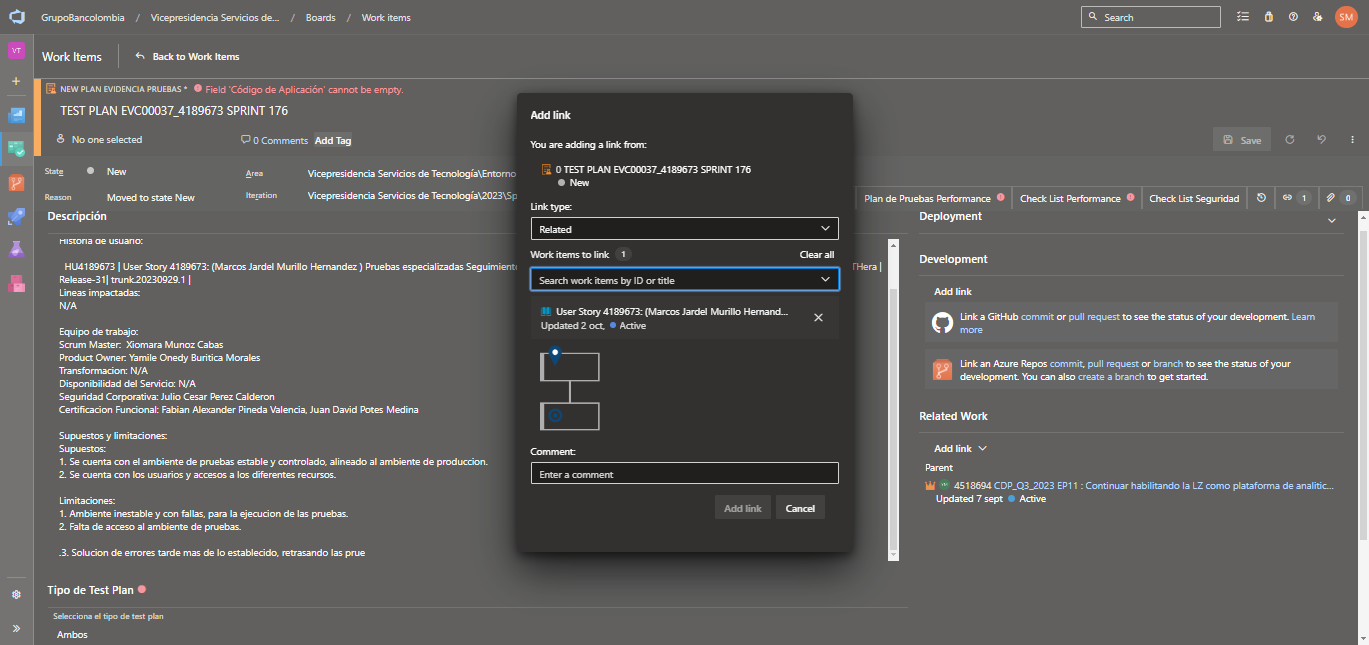 GrupoBancolombia / Vicepresidencia Servicios de... / Boards / Work items
Search
SM
VT
Work Items
Back to Work Items
NEW PLAN EVIDENCIA PRUEBAS *
Field 'Código de Aplicación' cannot be empty.
TEST PLAN EVC00037_4189673 SPRINT 176
No one selected
0 Comments
Add Tag
Save
State
New
Area
Vicepresidencia Servicios de Tecnología\Entorno
Reason
Moved to state New
Iteration
Vicepresidencia Servicios de Tecnología\2023\Sp
Plan de Pruebas Performance
Check List Performance
Check List Seguridad
1
0
Descripción
Historia de usuario:
HU4189673 | User Story 4189673: (Marcos Jardel Murillo Hernandez ) Pruebas especializadas Seguimiento
THera |
Release-31| trunk.20230929.1 |
Lineas impactadas:
N/A
Equipo de trabajo:
Scrum Master: Xiomara Munoz Cabas
Product Owner: Yamile Onedy Buritica Morales
Transformacion: N/A
Disponibilidad del Servicio: N/A
Seguridad Corporativa: Julio Cesar Perez Calderon
Certificacion Funcional: Fabian Alexander Pineda Valencia, Juan David Potes Medina
Supuestos y limitaciones:
Supuestos:
1. Se cuenta con el ambiente de pruebas estable y controlado, alineado al ambiente de produccion.
2. Se cuenta con los usuarios y accesos a los diferentes recursos.
Limitaciones:
1. Ambiente inestable y con fallas, para la ejecucion de las pruebas.
2. Falta de acceso al ambiente de pruebas.
.3. Solucion de errores tarde mas de lo establecido, retrasando las prue
Tipo de Test Plan
Selecciona el tipo de test plan
Ambos
Add link
You are adding a link from:
0 TEST PLAN EVC00037_4189673 SPRINT 176
New
Link type:
Related
Work items to link 1
Clear all
Search work items by ID or title
User Story 4189673: (Marcos Jardel Murillo Hernand...
Updated 2 oct, Active
Comment:
Enter a comment
Add link
Cancel
Deployment
Development
Add link
Link a GitHub commit or pull request to see the status of your development. Learn
more
Link an Azure Repos commit, pull request or branch to see the status of your
development. You can also create a branch to get started.
Related Work
Add link
Parent
4518694 CDP_Q3_2023 EP11 : Continuar habilitando la LZ como plataforma de analitic...
Updated 7 sept Active